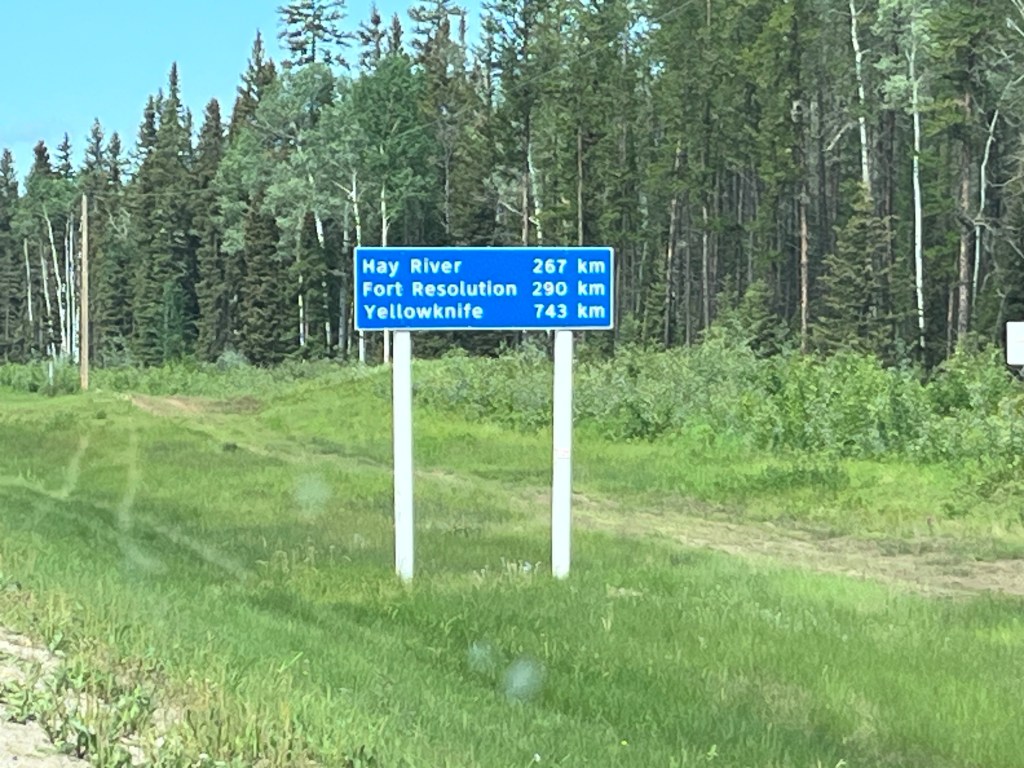 Hay River 267 km
Fort Resolution 290 km
Yellowknife 743 km